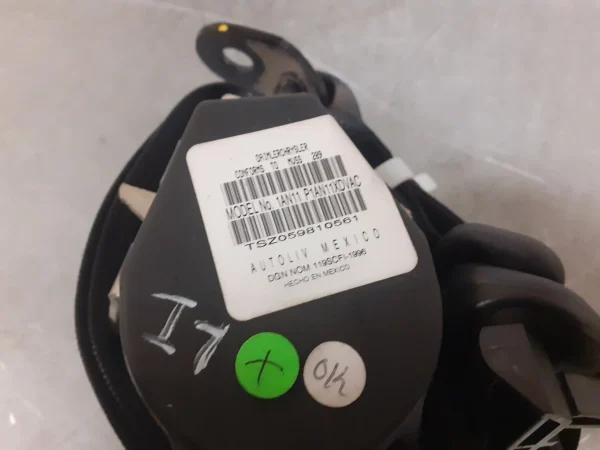 DAIMLERCHRYSLER
CONFORMS TO MVSS 209
MODEL No. 1AN11 P1AN11XDVAC
TSZ059810561
AUTOLIV MEXICO
DGN NOM 119SCFI-1996
HECHO EN MEXICO
X
OK